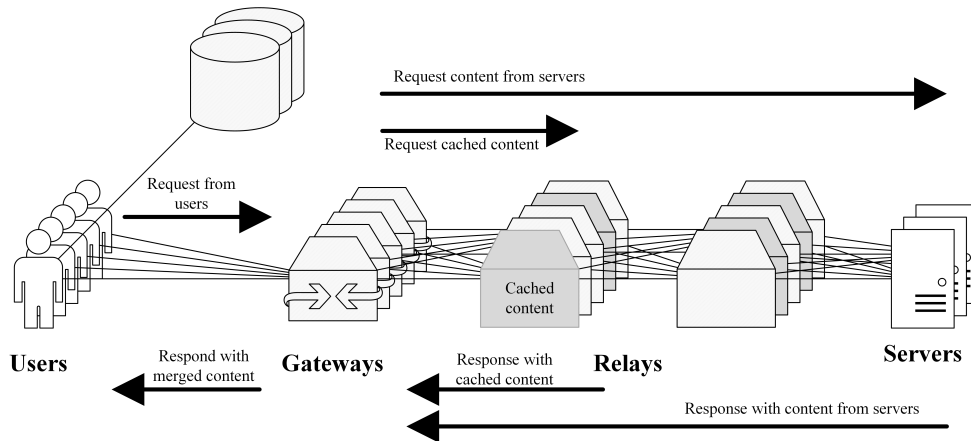 Request content from servers
Request cached content
Request from
users
Cached
content
Users
Gateways
Relays
Servers
Respond with
merged content
Response with
cached content
Response with content from servers